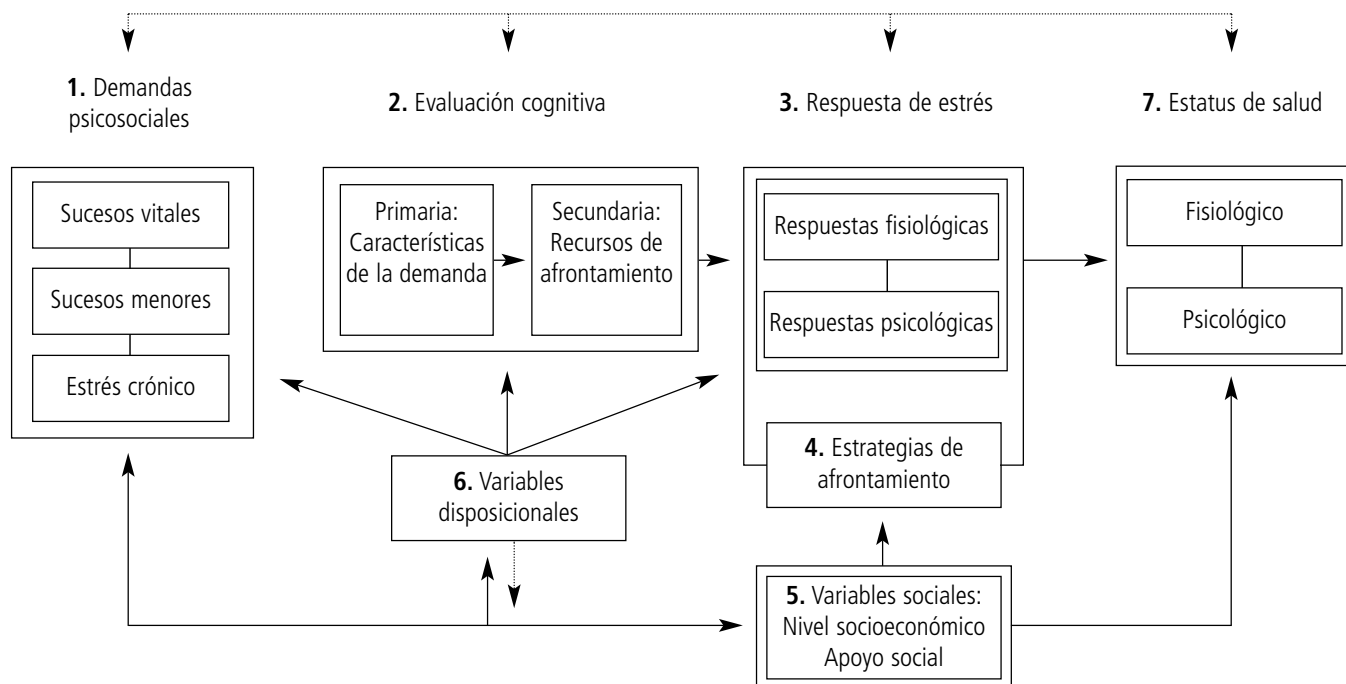 1. Demandas
psicosociales
2. Evaluación cognitiva
3. Respuesta de estrés
7. Estatus de salud
Sucesos vitales
Sucesos menores
Estrés crónico
Primaria:
Características
de la demanda
Secundaria:
Recursos de
afrontamiento
Respuestas fisiológicas
Respuestas psicológicas
Fisiológico
Psicológico
4. Estrategias de
afrontamiento
6. Variables
disposicionales
5. Variables sociales:
Nivel socioeconómico
Apoyo social